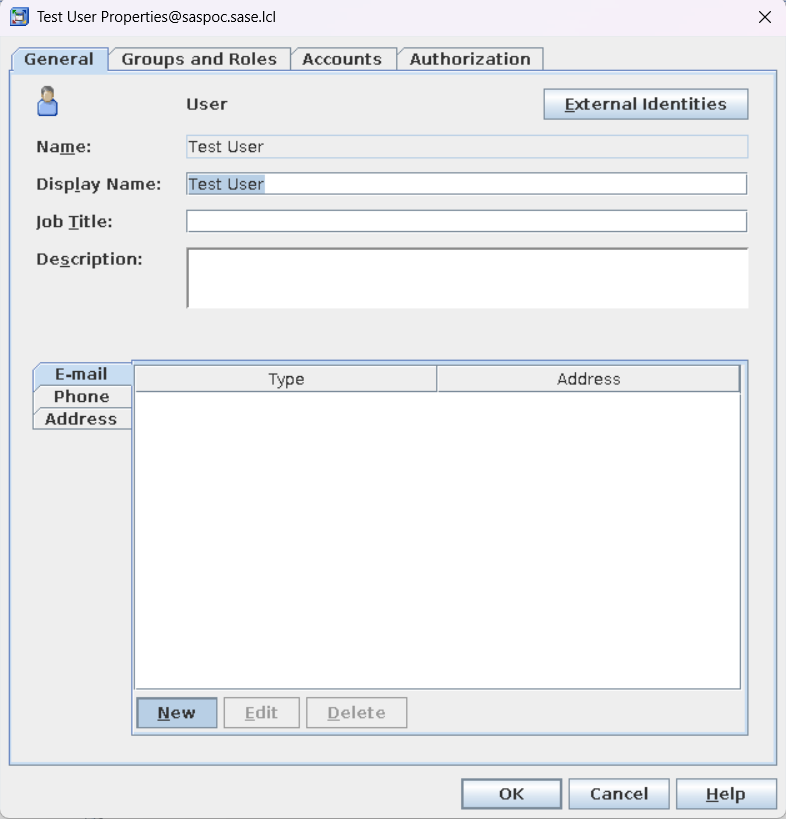 Test User Properties@saspoc.sase.lcl
General Groups and Roles Accounts Authorization
User External Identities
Name: Test User
Display Name: Test User
Job Title:
Description:
E-mail
Phone
Address
Type Address
New Edit Delete
OK Cancel Help